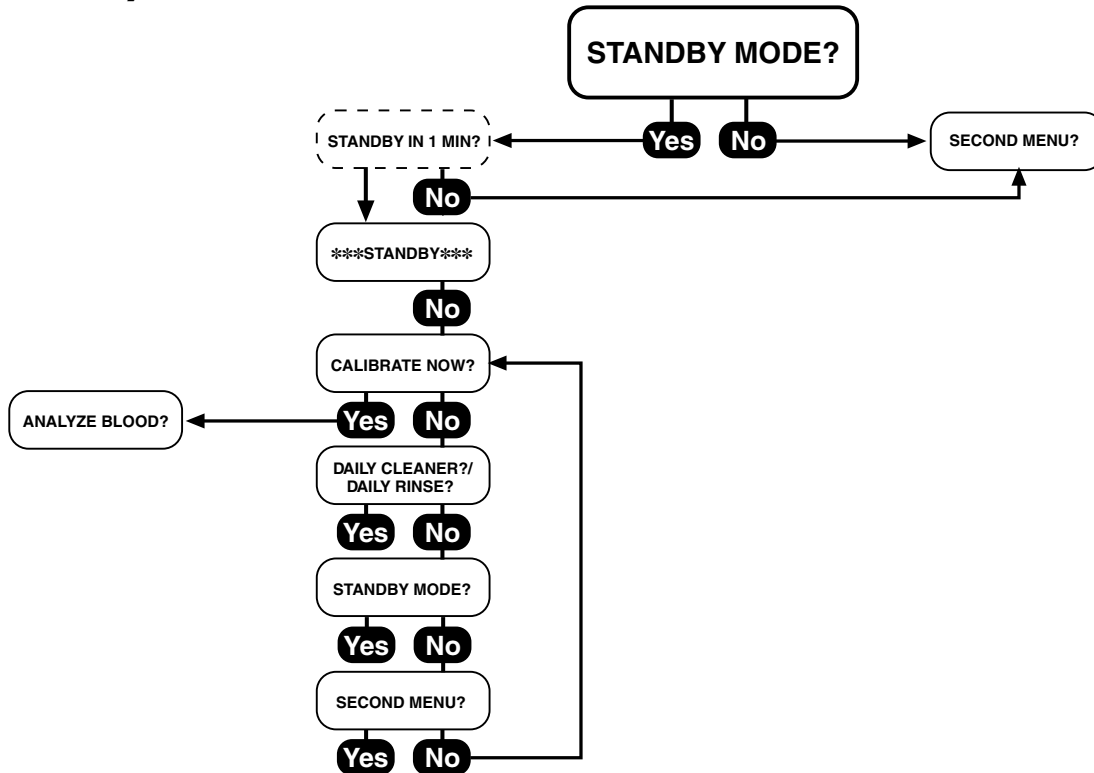 STANDBY MODE?
Yes
No
STANDBY IN 1 MIN?
SECOND MENU?
No
✻✻✻STANDBY✻✻✻
No
CALIBRATE NOW?
ANALYZE BLOOD?
Yes
No
DAILY CLEANER?/
DAILY RINSE?
Yes
No
STANDBY MODE?
Yes
No
SECOND MENU?
Yes
No